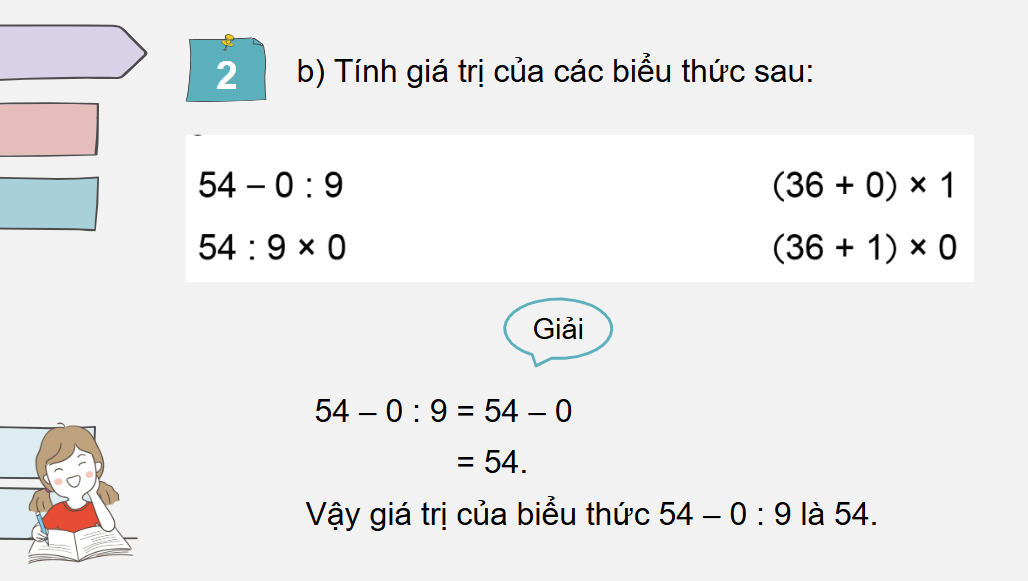 2
b) Tính giá trị của các biểu thức sau:
54 – 0 : 9
(36 + 0) × 1
54 : 9 × 0
(36 + 1) × 0
Giải
54 – 0 : 9 = 54 – 0
= 54.
Vậy giá trị của biểu thức 54 – 0 : 9 là 54.